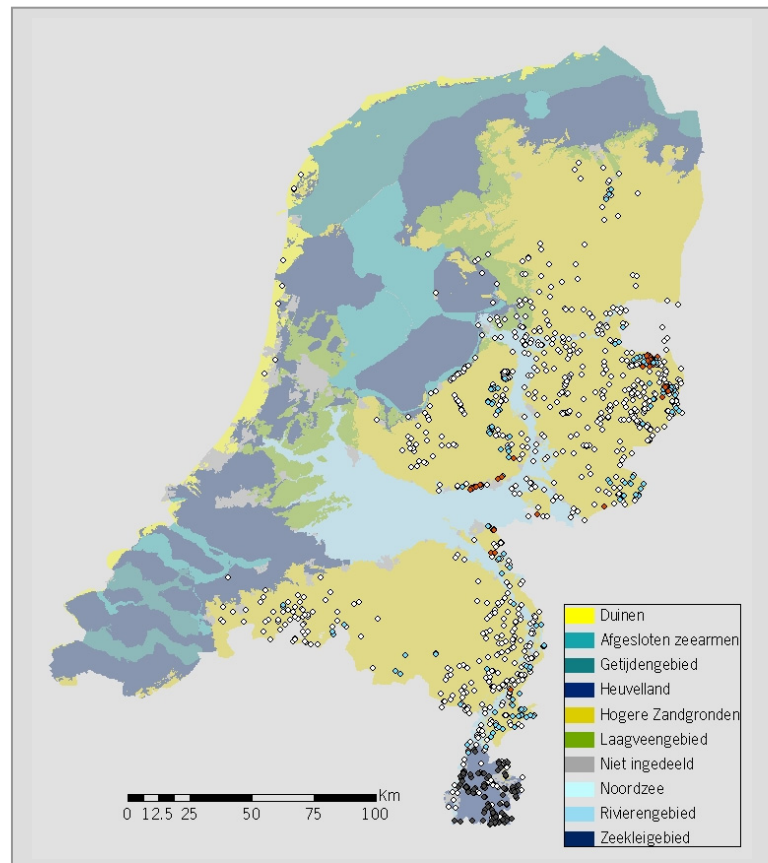 Duinen
Afgesloten zeearmen
Getijdengebied
Heuvelland
Hogere Zandgronden
Laagveengebied
Niet ingedeeld
Noordzee
Rivierengebied
Zeekleigebied
Km
0 12.5 25 50 75 100